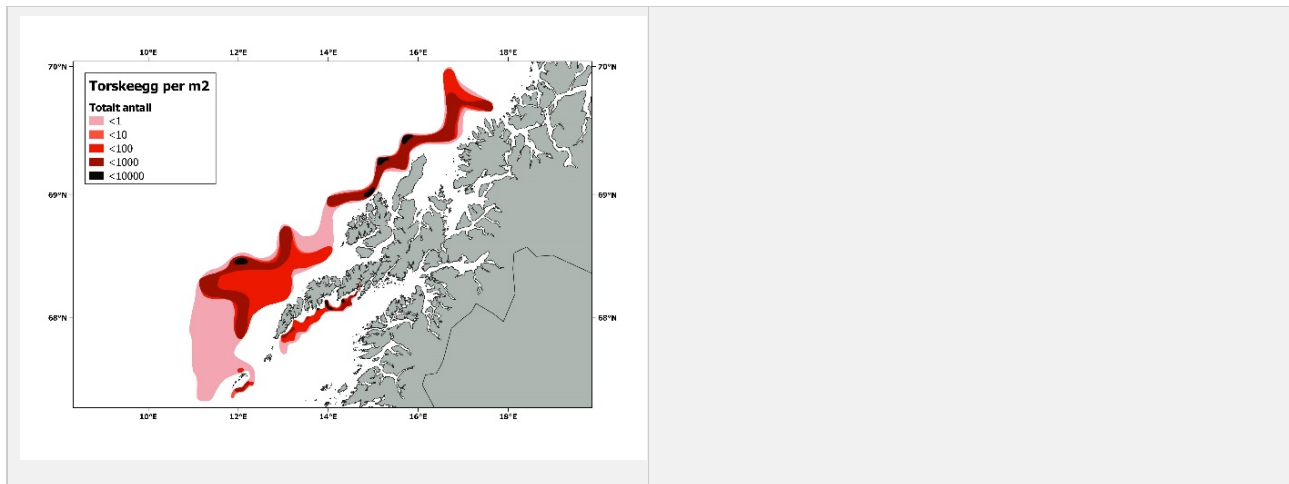 10°E 12°E 14°E 16°E 18°E
70°N 70°N
Torskeegg per m2
Totalt antall
<1
<10
<100
<1000
<10000
69°N 69°N
68°N 68°N
10°E 12°E 14°E 16°E 18°E